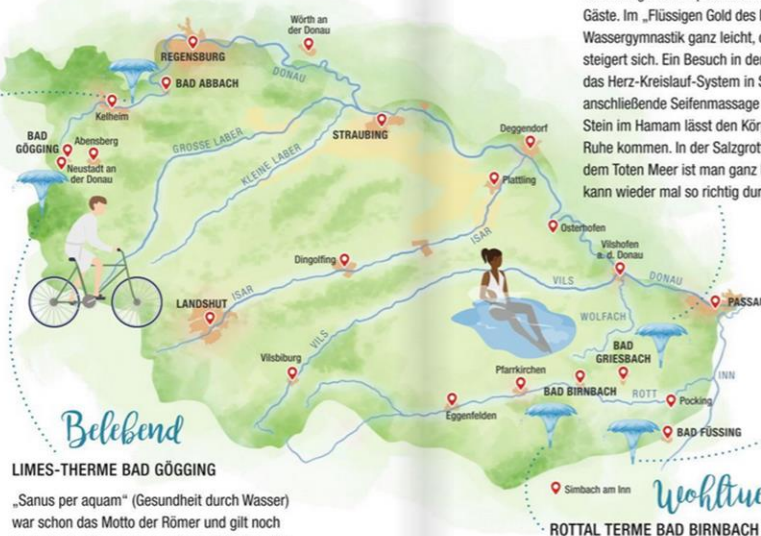 Gäste. Im „Flüssigen Gold des
Wassergymnastik ganz leicht,
steigert sich. Ein Besuch in der
das Herz-Kreislauf-System in
anschließende Seifenmassage
Stein im Hamam lässt den
Ruhe kommen. In der
dem Toten Meer ist man ganz
kann wieder mal so richtig
Wörth an
der Donau
REGENSBURG
DONAU
BAD ABBACH
Kelheim
STRAUBING
Deggendorf
BAD
GÖGGING
Abensberg
Neustadt an
der Donau
GROSSE LABER
KLEINE LABER
Plattling
Osterhofen
ISAR
Vilshofen
a. d. Donau
Dingolfing
VILS
DONAU
LANDSHUT
ISAR
PASSAU
WOLFACH
VILS
BAD
GRIESBACH
Vilsbiburg
Pfarrkirchen
BAD BIRNBACH
INN
ROTT
Pocking
Eggenfelden
BAD FÜSSING
Simbach am Inn
Belebend
LIMES-THERME BAD GÖGGING
„Sanus per aquam“ (Gesundheit durch Wasser)
war schon das Motto der Römer und gilt noch
ROTTAL TERME BAD BIRNBACH